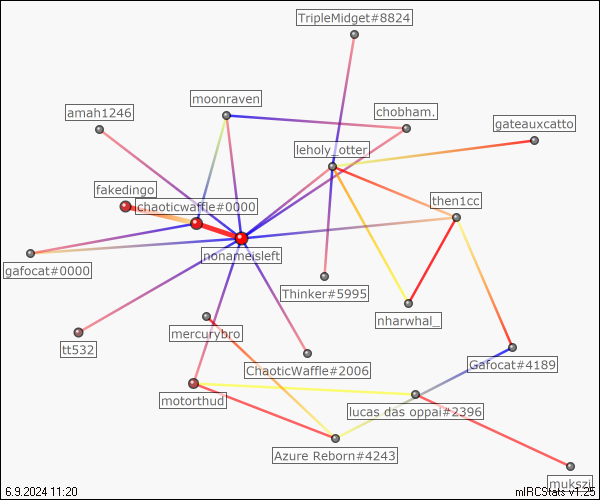 TripleMidget#8824
moonraven
amah1246
chobham.
gateauxcatto
leholy_otter
fakedingo
chaoticwaffle#0000
then1cc
nonameisleft
gafocat#0000
Thinker#5995
nharwhal_
mercurybro
tt532
ChaoticWaffle#2006
Gafocat#4189
motorthud
lucas das oppai#2396
Azure Reborn#4243
mukszi
6.9.2024 11:20
mIRCStats v1.25